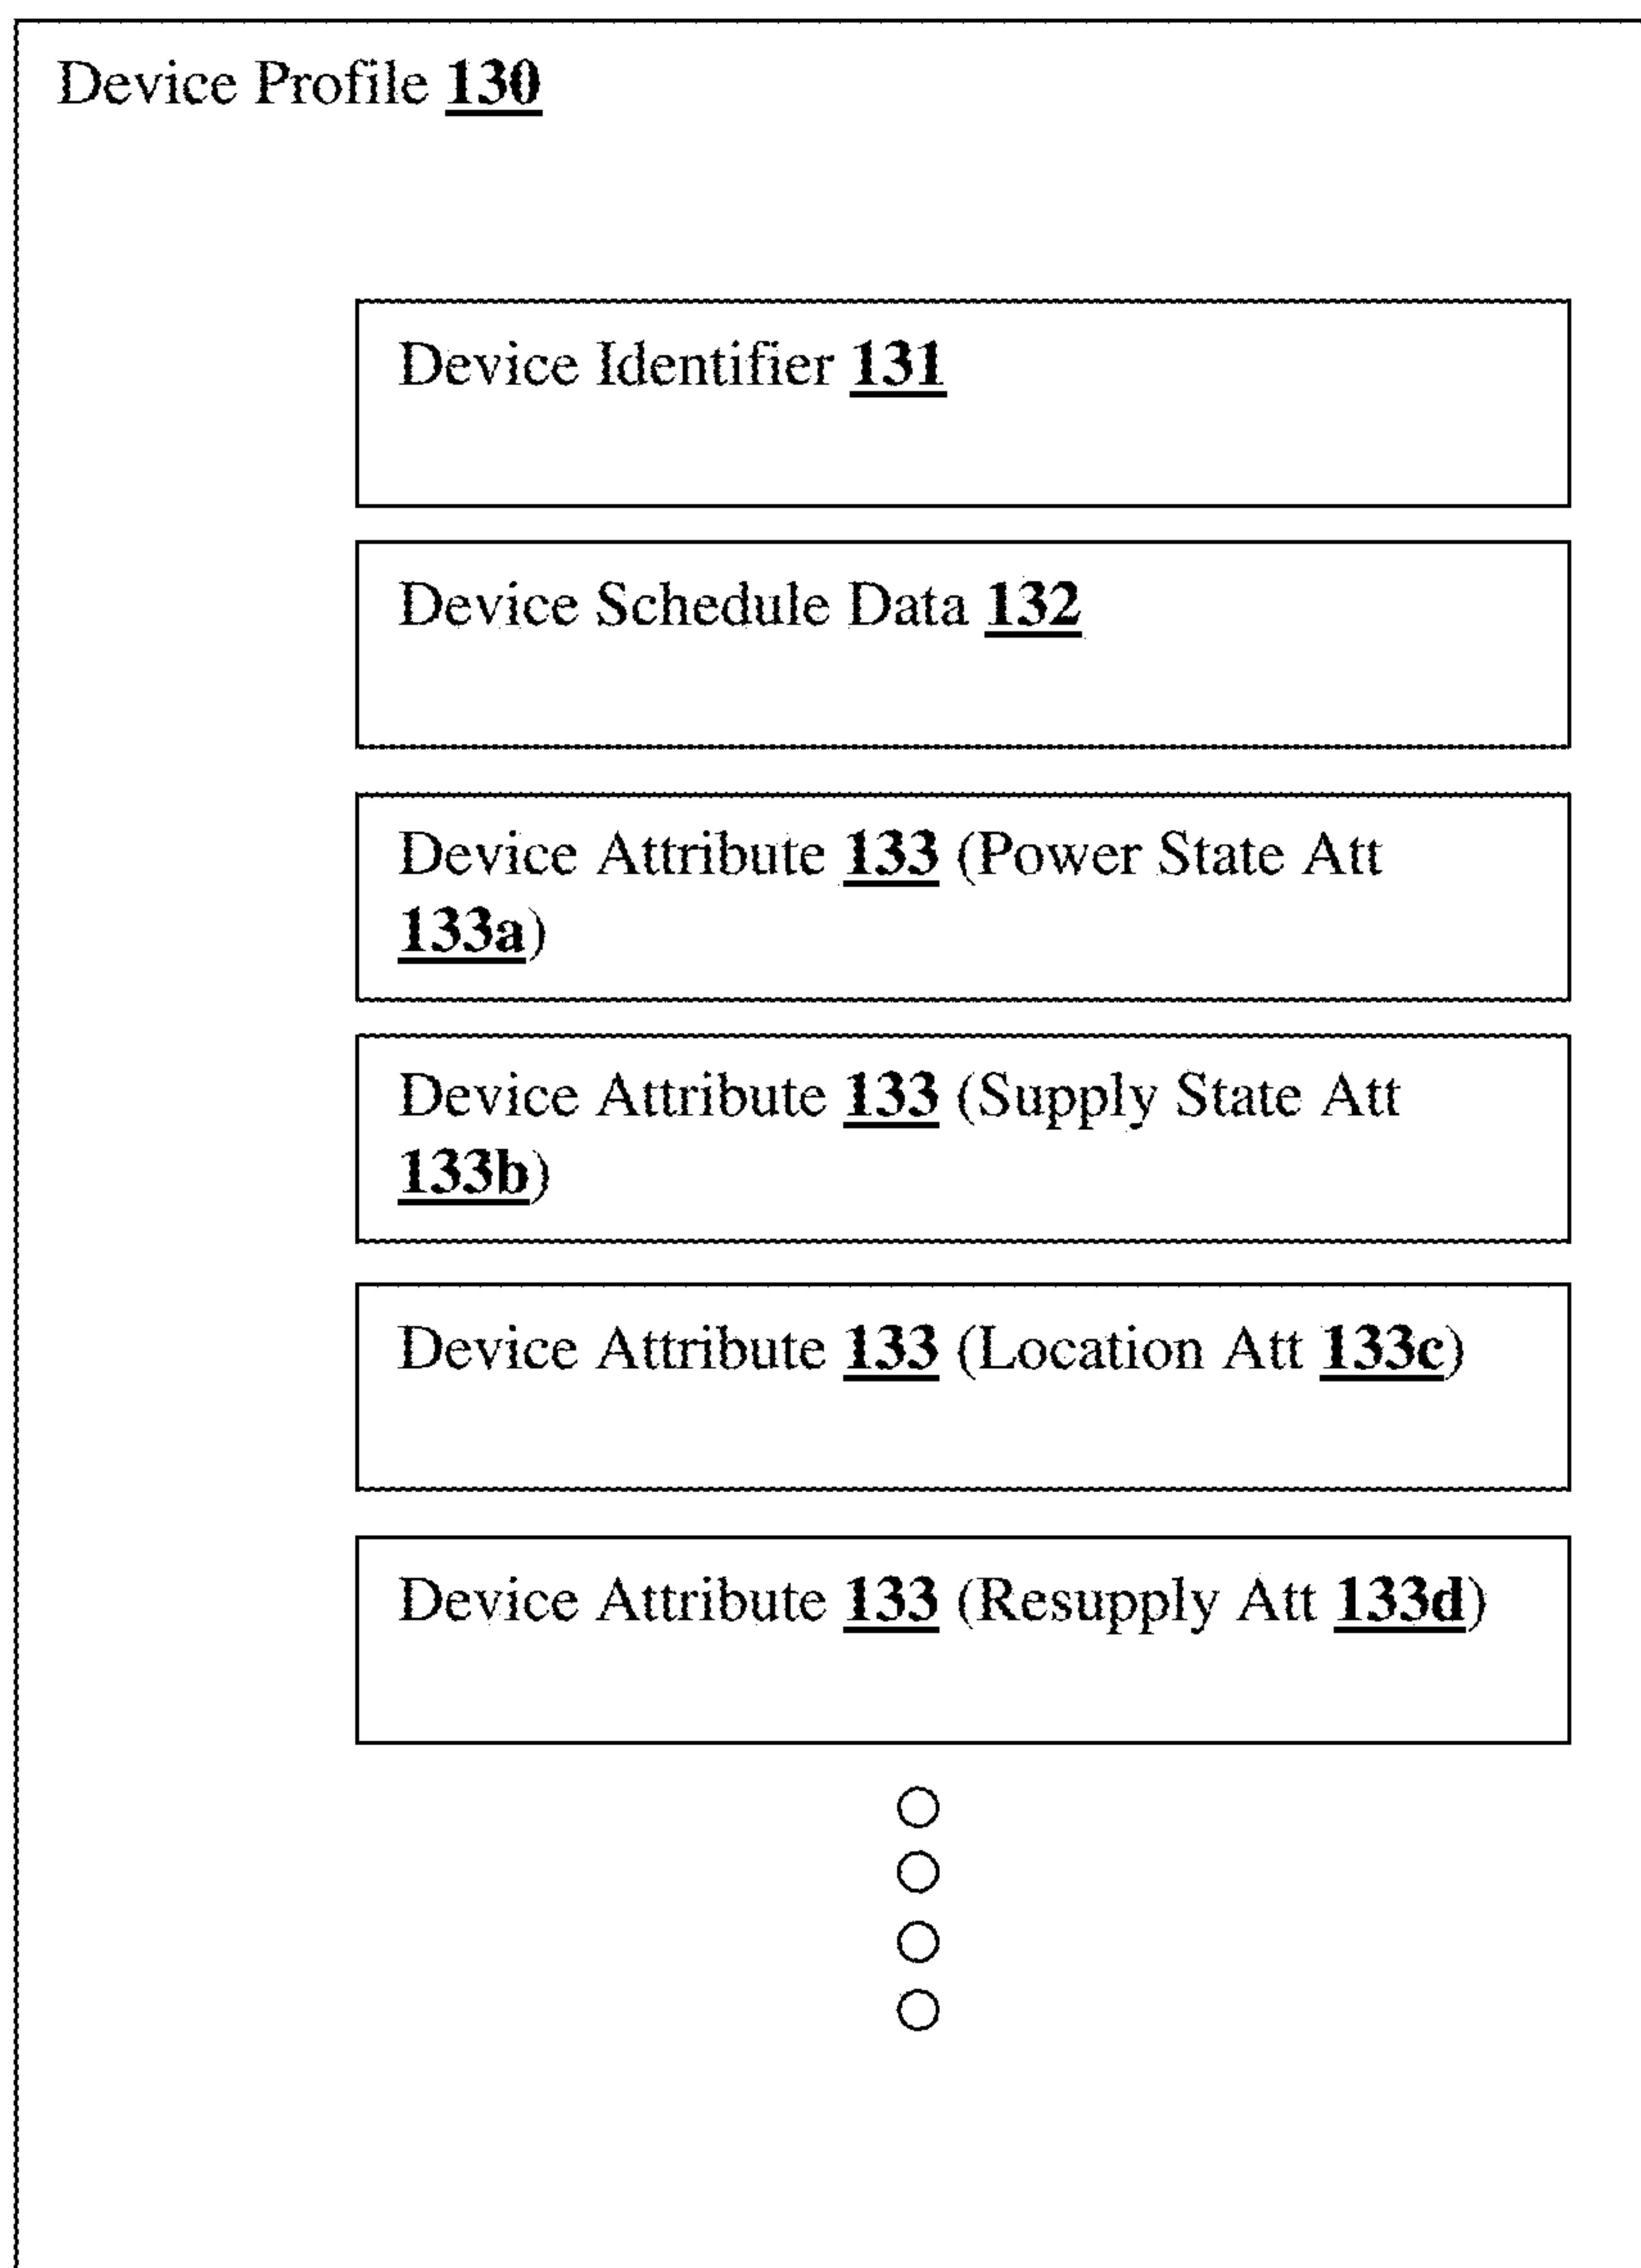 Device Profile 130
Device Identifier 131
Device Schedule Data 132
Device Attribute 133 (Power State Att
133a)
Device Attribute 133 (Supply State Att
133b)
Device Attribute 133 (Location Att 133c)
Device Attribute 133 (Resupply Att 133d)